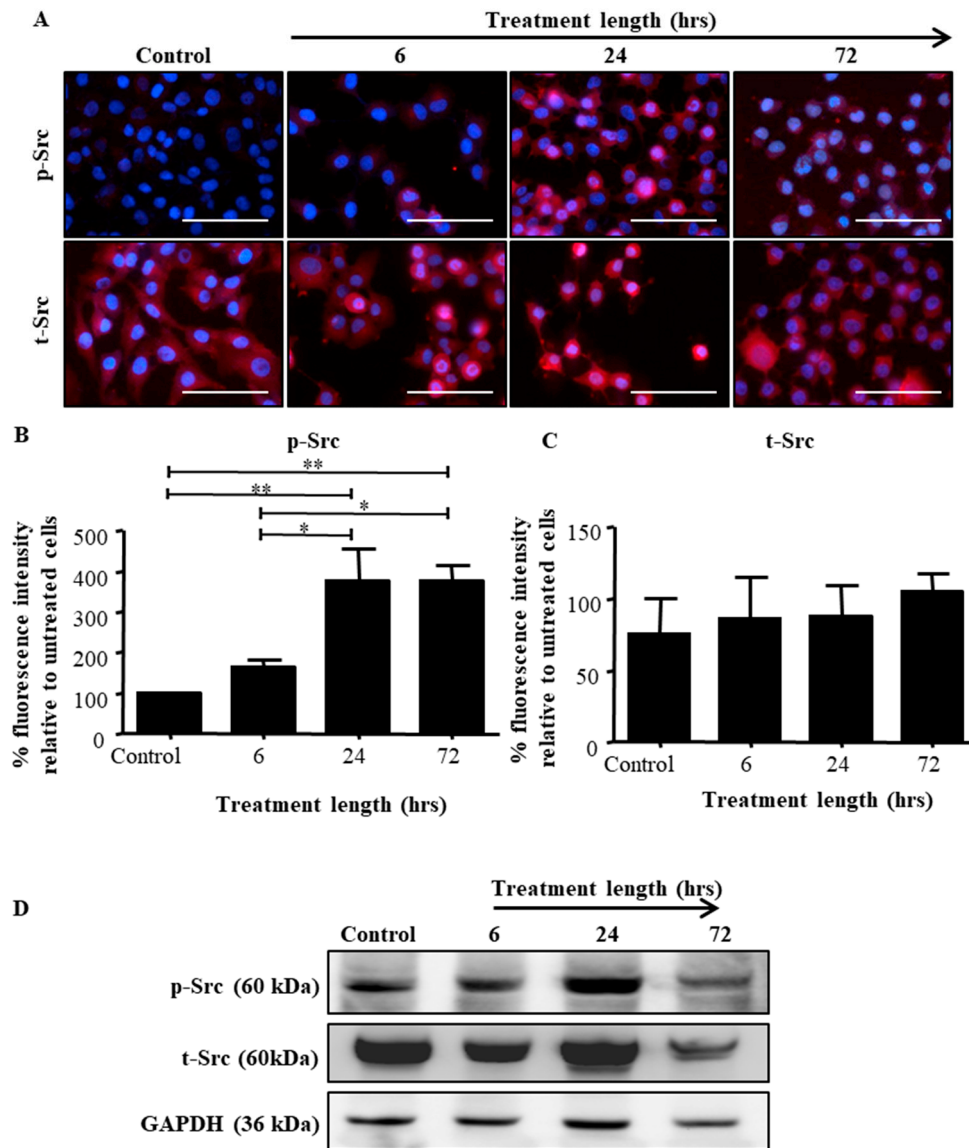 A
Treatment length (hrs)
Control 6 24 72
p-Src
t-Src
B p-Src
**
**
*
*
% fluorescence intensity
relative to untreated cells
500
400
300
200
100
0
Control 6 24 72
Treatment length (hrs)
C t-Src
% fluorescence intensity
relative to untreated cells
150
100
50
0
Control 6 24 72
Treatment length (hrs)
D
Treatment length (hrs)
Control 6 24 72
p-Src (60 kDa)
t-Src (60kDa)
GAPDH (36 kDa)